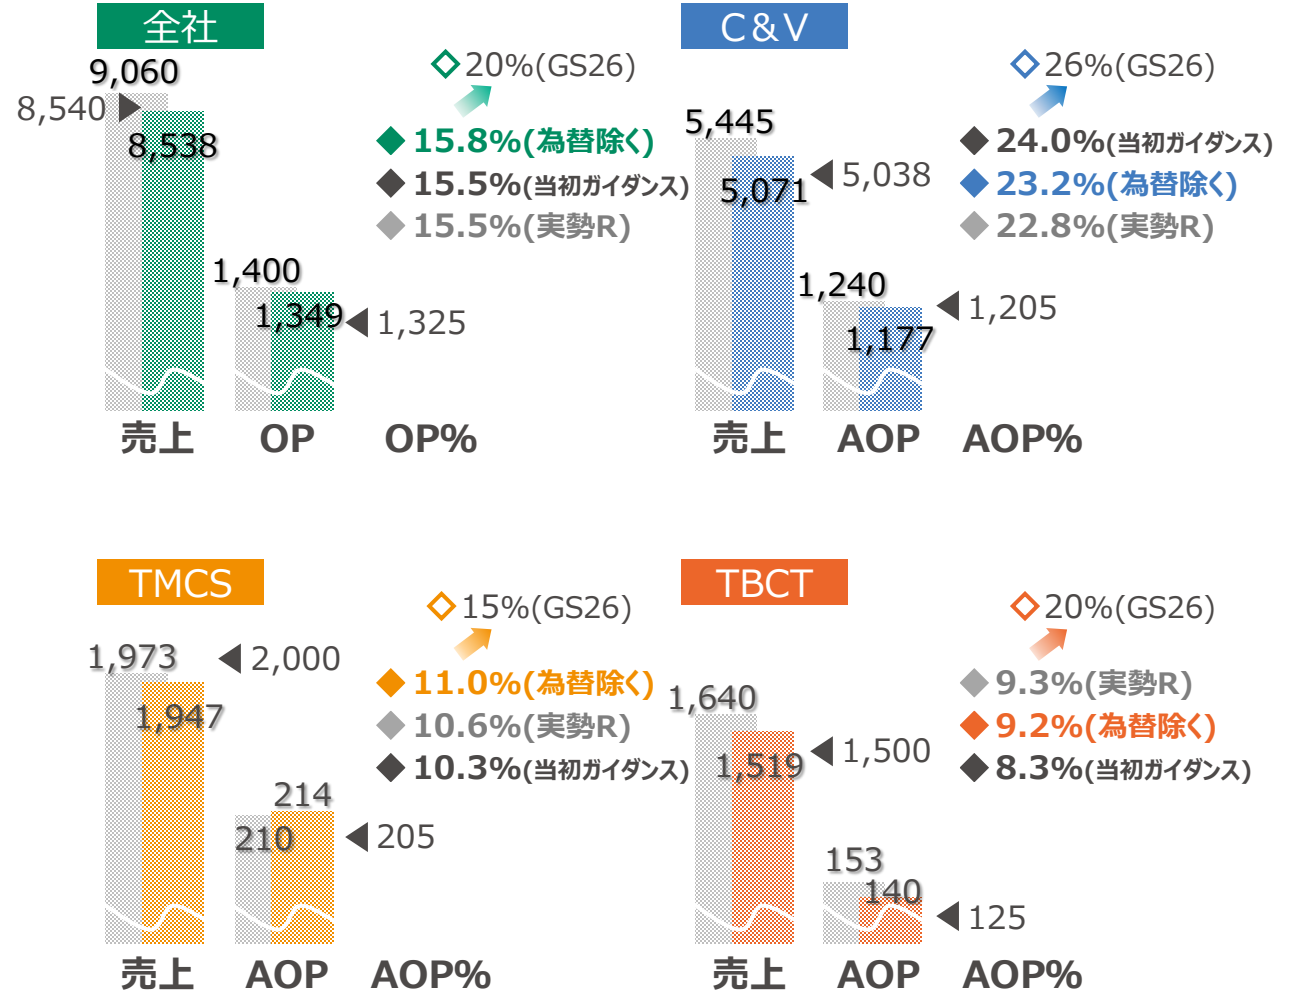 全社
9,060
8,540
8,538
1,400
1,349
1,325
20%(GS26)
15.8%(為替除く)
15.5%(当初ガイダンス)
15.5%(実勢R)
売上 OP OP%
C&V
5,445
5,071
5,038
1,240
1,177
1,205
26%(GS26)
24.0%(当初ガイダンス)
23.2%(為替除く)
22.8%(実勢R)
売上 AOP AOP%
TMCS
1,973
1,947
2,000
214
210
205
15%(GS26)
11.0%(為替除く)
10.6%(実勢R)
10.3%(当初ガイダンス)
売上 AOP AOP%
TBCT
1,640
1,519
1,500
153
140
125
20%(GS26)
9.3%(実勢R)
9.2%(為替除く)
8.3%(当初ガイダンス)
売上 AOP AOP%